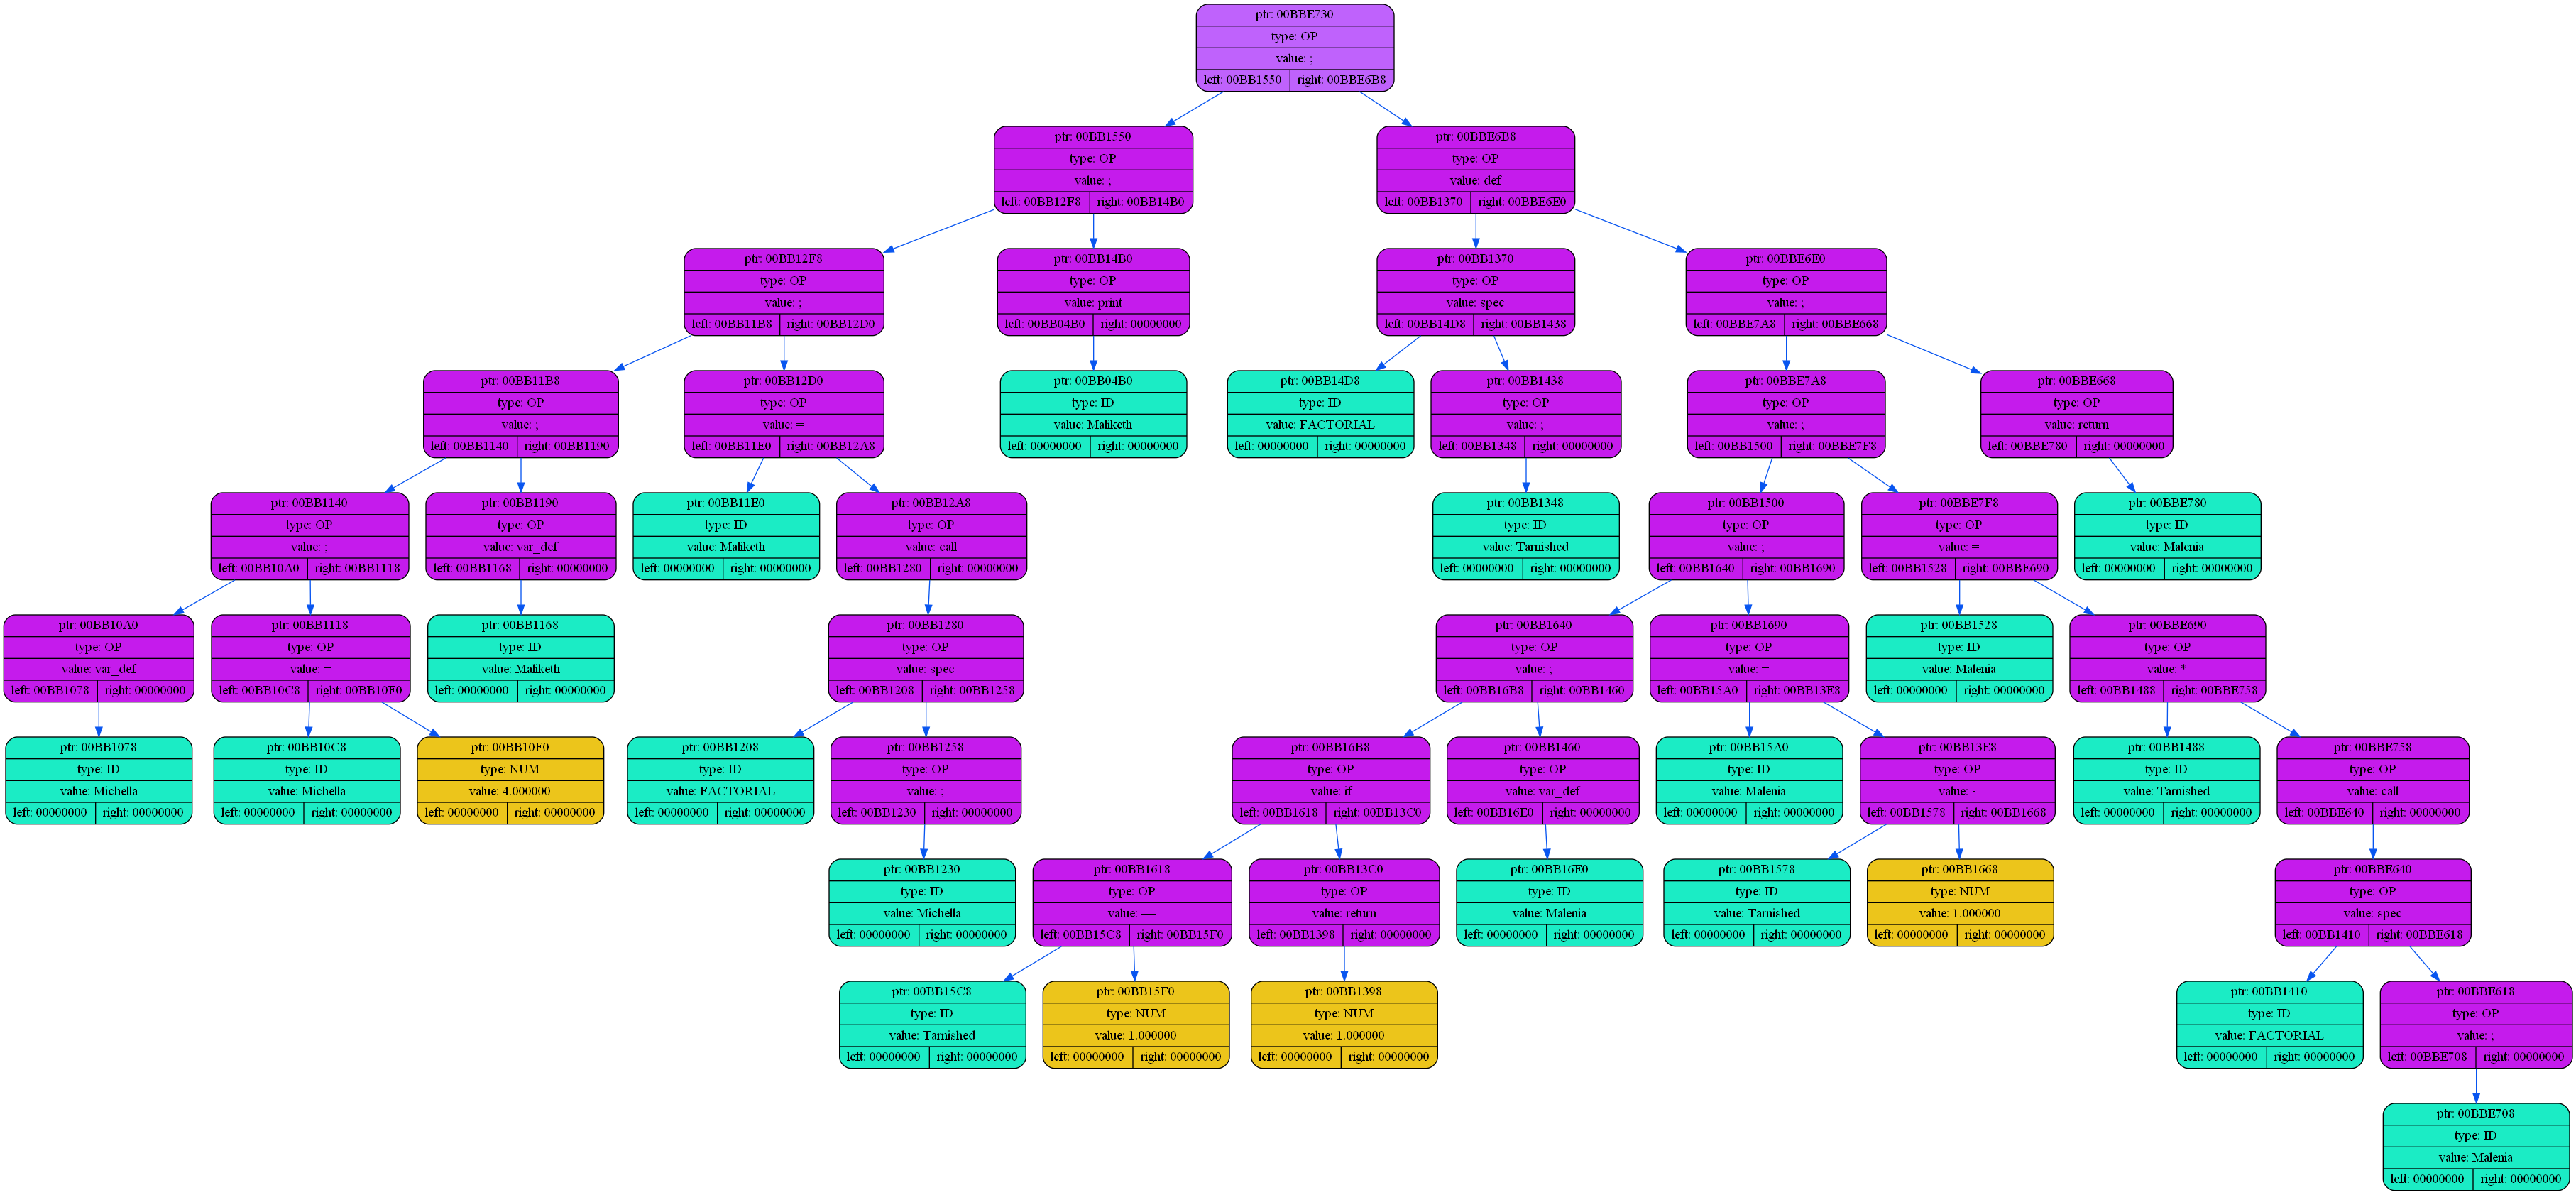 ptr: 00BBE730
type: OP
value: ;
left: 00BB1550 right: 00BBE6B8
ptr: 00BB1550
type: OP
value: ;
left: 00BB12F8 right: 00BB14B0
ptr: 00BBE6B8
type: OP
value: def
left: 00BB1370 right: 00BBE6E0
ptr: 00BB12F8
type: OP
value: ;
left: 00BB11B8 right: 00BB12D0
ptr: 00BB14B0
type: OP
value: print
left: 00BB04B0 right: 00000000
ptr: 00BB1370
type: OP
value: spec
left: 00BB14D8 right: 00BB1438
ptr: 00BBE6E0
type: OP
value: ;
left: 00BBE7A8 right: 00BBE668
ptr: 00BB11B8
type: OP
value: ;
left: 00BB1140 right: 00BB1190
ptr: 00BB12D0
type: OP
value: =
left: 00BB11E0 right: 00BB12A8
ptr: 00BB04B0
type: ID
value: Maliketh
left: 00000000 right: 00000000
ptr: 00BB14D8
type: ID
value: FACTORIAL
left: 00000000 right: 00000000
ptr: 00BB1438
type: OP
value: ;
left: 00BB1348 right: 00000000
ptr: 00BBE7A8
type: OP
value: ;
left: 00BB1500 right: 00BBE7F8
ptr: 00BBE668
type: OP
value: return
left: 00BBE780 right: 00000000
ptr: 00BB1140
type: OP
value: ;
left: 00BB10A0 right: 00BB1118
ptr: 00BB1190
type: OP
value: var_def
left: 00BB1168 right: 00000000
ptr: 00BB11E0
type: ID
value: Maliketh
left: 00000000 right: 00000000
ptr: 00BB12A8
type: OP
value: call
left: 00BB1280 right: 00000000
ptr: 00BB1348
type: ID
value: Tarnished
left: 00000000 right: 00000000
ptr: 00BB1500
type: OP
value: ;
left: 00BB1640 right: 00BB1690
ptr: 00BBE7F8
type: OP
value: =
left: 00BB1528 right: 00BBE690
ptr: 00BBE780
type: ID
value: Malenia
left: 00000000 right: 00000000
ptr: 00BB10A0
type: OP
value: var_def
left: 00BB1078 right: 00000000
ptr: 00BB1118
type: OP
value: =
left: 00BB10C8 right: 00BB10F0
ptr: 00BB1168
type: ID
value: Maliketh
left: 00000000 right: 00000000
ptr: 00BB1280
type: OP
value: spec
left: 00BB1208 right: 00BB1258
ptr: 00BB1640
type: OP
value: ;
left: 00BB16B8 right: 00BB1460
ptr: 00BB1690
type: OP
value: =
left: 00BB15A0 right: 00BB13E8
ptr: 00BB1528
type: ID
value: Malenia
left: 00000000 right: 00000000
ptr: 00BBE690
type: OP
value: *
left: 00BB1488 right: 00BBE758
ptr: 00BB1078
type: ID
value: Michella
left: 00000000 right: 00000000
ptr: 00BB10C8
type: ID
value: Michella
left: 00000000 right: 00000000
ptr: 00BB10F0
type: NUM
value: 4.000000
left: 00000000 right: 00000000
ptr: 00BB1208
type: ID
value: FACTORIAL
left: 00000000 right: 00000000
ptr: 00BB1258
type: OP
value: ;
left: 00BB1230 right: 00000000
ptr: 00BB16B8
type: OP
value: if
left: 00BB1618 right: 00BB13C0
ptr: 00BB1460
type: OP
value: var_def
left: 00BB16E0 right: 00000000
ptr: 00BB15A0
type: ID
value: Malenia
left: 00000000 right: 00000000
ptr: 00BB13E8
type: OP
value: -
left: 00BB1578 right: 00BB1668
ptr: 00BB1488
type: ID
value: Tarnished
left: 00000000 right: 00000000
ptr: 00BBE758
type: OP
value: call
left: 00BBE640 right: 00000000
ptr: 00BB1230
type: ID
value: Michella
left: 00000000 right: 00000000
ptr: 00BB1618
type: OP
value: ==
left: 00BB15C8 right: 00BB15F0
ptr: 00BB13C0
type: OP
value: return
left: 00BB1398 right: 00000000
ptr: 00BB16E0
type: ID
value: Malenia
left: 00000000 right: 00000000
ptr: 00BB1578
type: ID
value: Tarnished
left: 00000000 right: 00000000
ptr: 00BB1668
type: NUM
value: 1.000000
left: 00000000 right: 00000000
ptr: 00BBE640
type: OP
value: spec
left: 00BB1410 right: 00BBE618
ptr: 00BB15C8
type: ID
value: Tarnished
left: 00000000 right: 00000000
ptr: 00BB15F0
type: NUM
value: 1.000000
left: 00000000 right: 00000000
ptr: 00BB1398
type: NUM
value: 1.000000
left: 00000000 right: 00000000
ptr: 00BB1410
type: ID
value: FACTORIAL
left: 00000000 right: 00000000
ptr: 00BBE618
type: OP
value: ;
left: 00BBE708 right: 00000000
ptr: 00BBE708
type: ID
value: Malenia
left: 00000000 right: 00000000